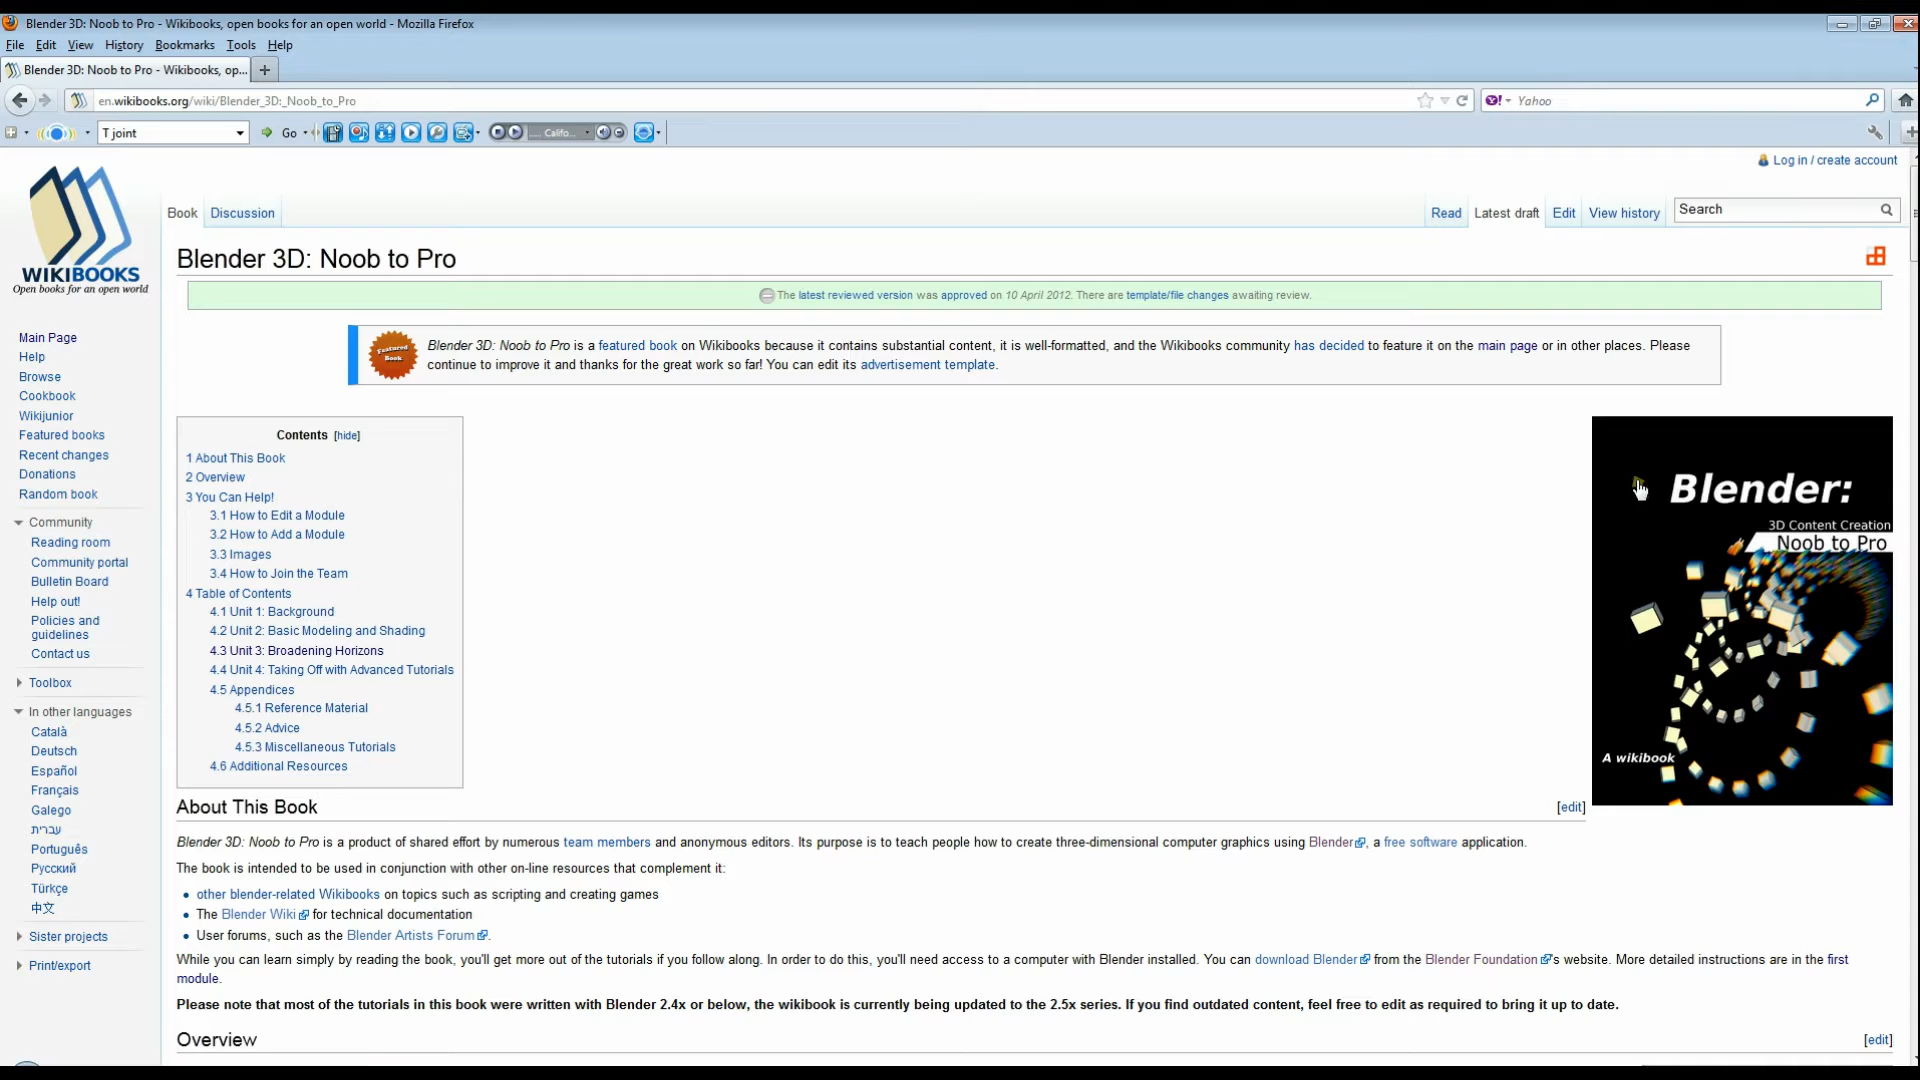 Blender 3D: Noob to Pro - Wikibooks, open books for an open world - Mozilla Firefox
File Edit View History Bookmarks Tools Help
Blender 3D: Noob to Pro - Wikibooks, op... +
en.wikibooks.org/wiki/Blender_3D:_Noob_to_Pro
Yahoo
T joint
Go
.... Califo...
Log in / create account
Book Discussion
Read Latest draft Edit View history
Search
WIKIBOOKS
Open books for an open world
Main Page
Help
Browse
Cookbook
Wikijunior
Featured books
Recent changes
Donations
Random book
Community
Reading room
Community portal
Bulletin Board
Help out!
Policies and
guidelines
Contact us
Toolbox
In other languages
Català
Deutsch
Español
Français
Galego
עברית
Português
Русский
Türkçe
中文
Sister projects
Print/export
Blender 3D: Noob to Pro
The latest reviewed version was approved on 10 April 2012. There are template/file changes awaiting review.
Featured
Book
Blender 3D: Noob to Pro is a featured book on Wikibooks because it contains substantial content, it is well-formatted, and the Wikibooks community has decided to feature it on the main page or in other places. Please
continue to improve it and thanks for the great work so far! You can edit its advertisement template.
Contents [hide]
1 About This Book
2 Overview
3 You Can Help!
3.1 How to Edit a Module
3.2 How to Add a Module
3.3 Images
3.4 How to Join the Team
4 Table of Contents
4.1 Unit 1: Background
4.2 Unit 2: Basic Modeling and Shading
4.3 Unit 3: Broadening Horizons
4.4 Unit 4: Taking Off with Advanced Tutorials
4.5 Appendices
4.5.1 Reference Material
4.5.2 Advice
4.5.3 Miscellaneous Tutorials
4.6 Additional Resources
Blender:
3D Content Creation
Noob to Pro
A wikibook
About This Book [edit]
Blender 3D: Noob to Pro is a product of shared effort by numerous team members and anonymous editors. Its purpose is to teach people how to create three-dimensional computer graphics using Blender, a free software application.
The book is intended to be used in conjunction with other on-line resources that complement it:
• other blender-related Wikibooks on topics such as scripting and creating games
• The Blender Wiki for technical documentation
• User forums, such as the Blender Artists Forum.
While you can learn simply by reading the book, you'll get more out of the tutorials if you follow along. In order to do this, you'll need access to a computer with Blender installed. You can download Blender from the Blender Foundation's website. More detailed instructions are in the first
module.
Please note that most of the tutorials in this book were written with Blender 2.4x or below, the wikibook is currently being updated to the 2.5x series. If you find outdated content, feel free to edit as required to bring it up to date.
Overview [edit]